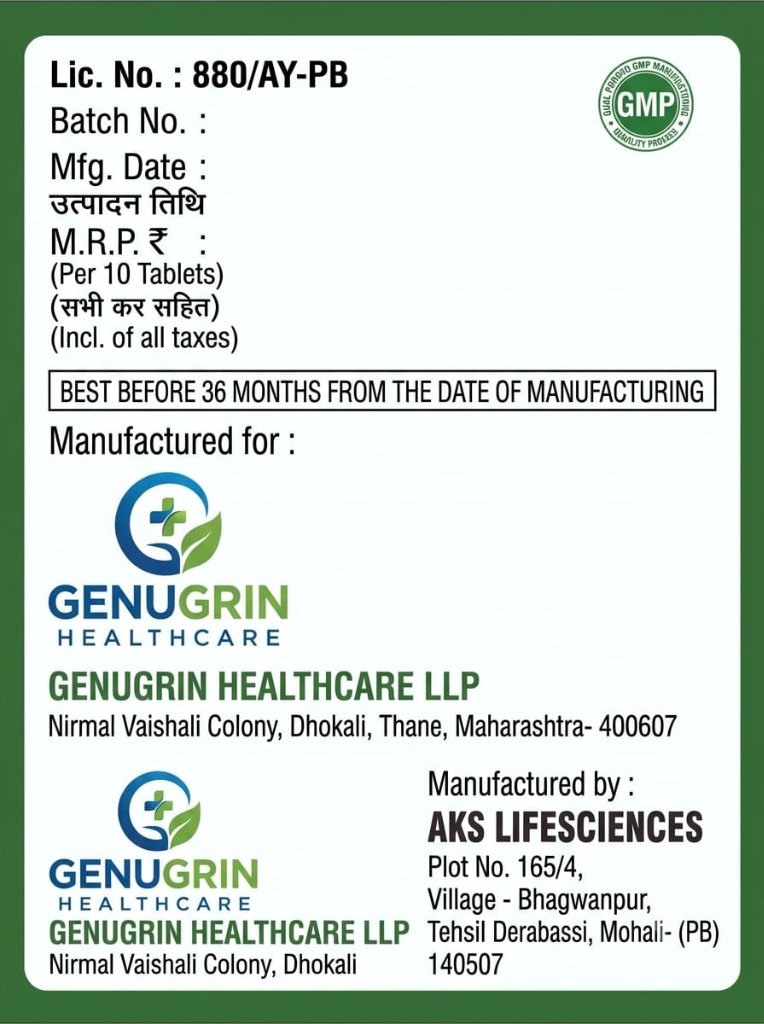 Lic. No. : 880/AY-PB
GMP
Batch No. :
Mfg. Date :
उत्पादन तिथि
M.R.P. ₹ :
(Per 10 Tablets)
(सभी कर सहित)
(Incl. of all taxes)
BEST BEFORE 36 MONTHS FROM THE DATE OF MANUFACTURING
Manufactured for :
GENUGRIN
HEALTHCARE
GENUGRIN HEALTHCARE LLP
Nirmal Vaishali Colony, Dhokali, Thane, Maharashtra- 400607
GENUGRIN
HEALTHCARE
GENUGRIN HEALTHCARE LLP
Nirmal Vaishali Colony, Dhokali
Manufactured by :
AKS LIFESCIENCES
Plot No. 165/4,
Village - Bhagwanpur,
Tehsil Derabassi, Mohali- (PB)
140507